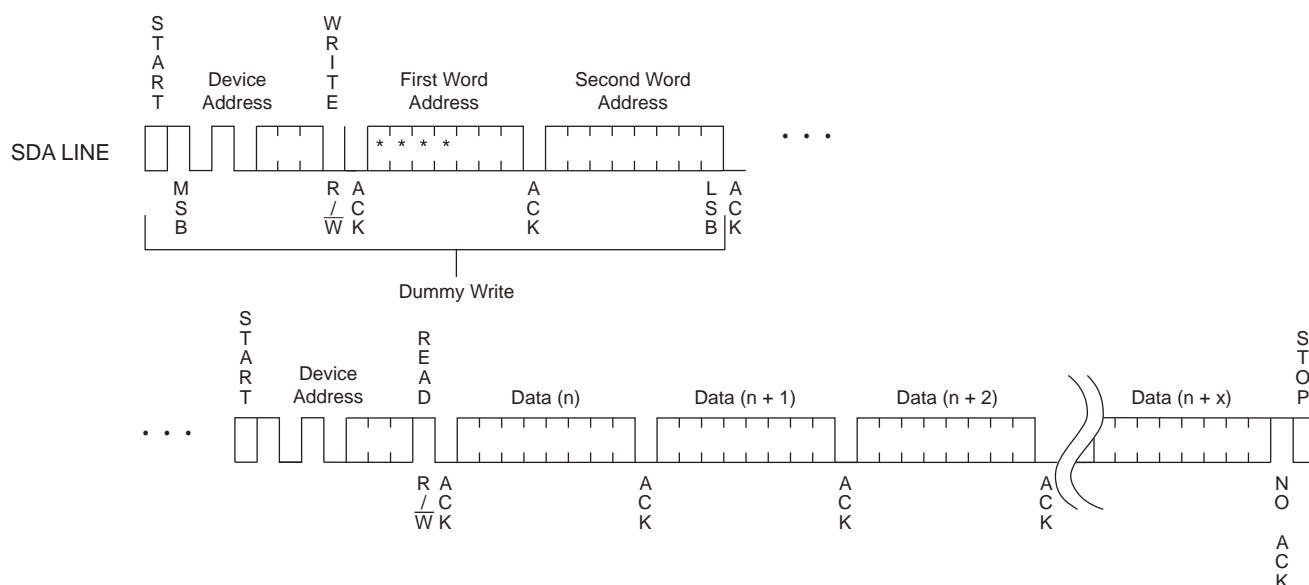 START
WRITE
Device
Address
First Word
Address
Second Word
Address
SDA LINE
* * * *
• • •
MSB
R/W
ACK
ACK
LSB
ACK
Dummy Write
START
READ
STOP
Device
Address
Data (n)
Data (n + 1)
Data (n + 2)
Data (n + x)
• • •
R/W
ACK
ACK
ACK
ACK
NO ACK